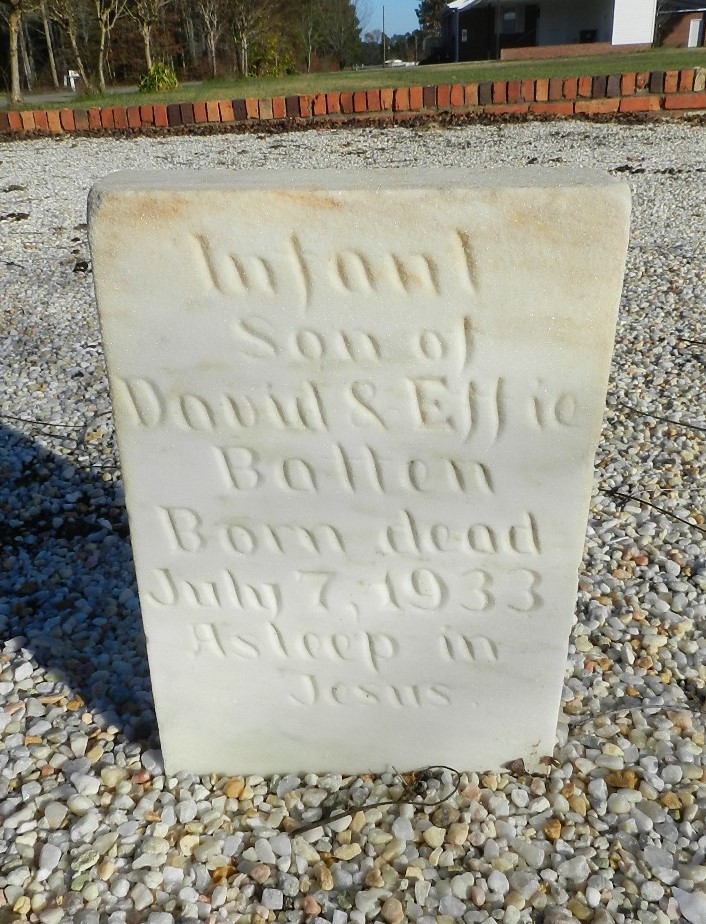 Infant
Son of
David & Effie
Batten
Born dead
July 7, 1933
Asleep in
Jesus.